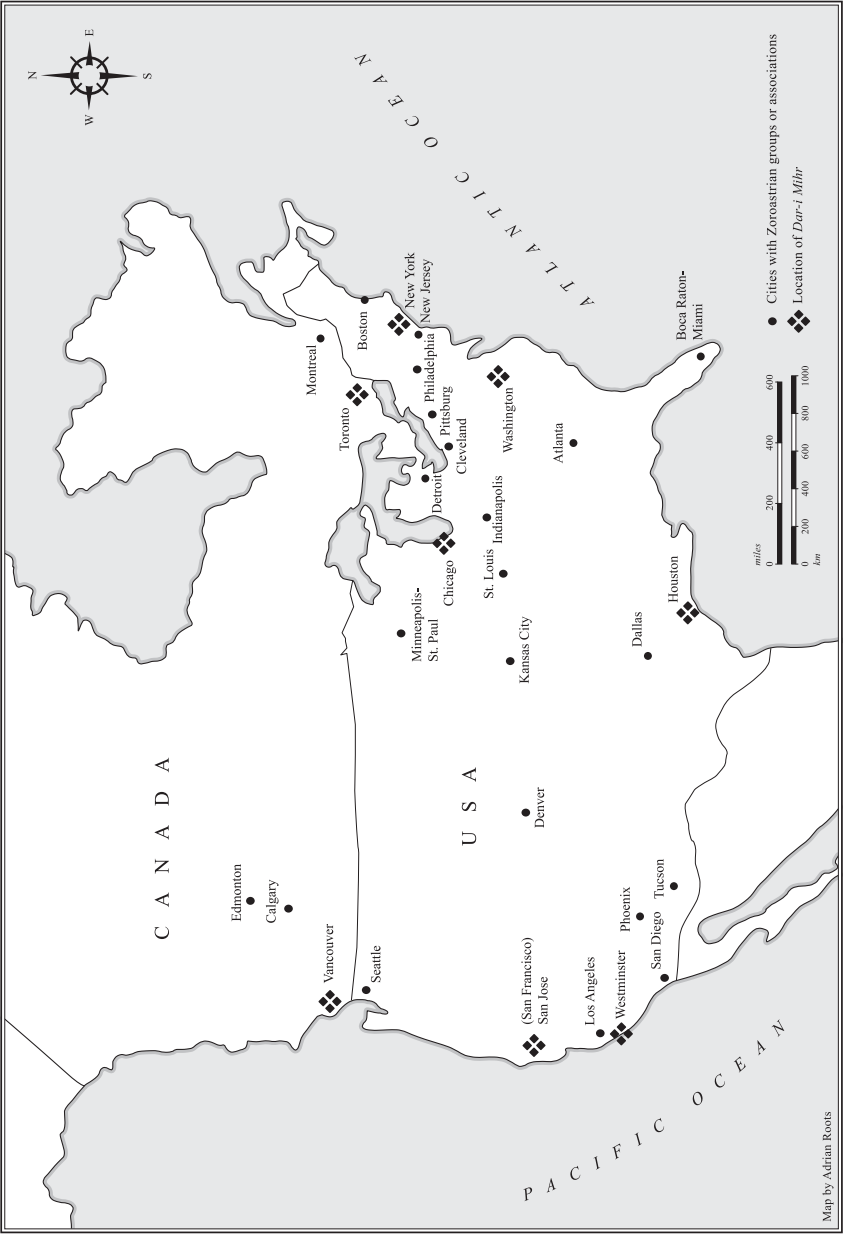 N
E
S
W
CANADA
USA
ATLANTIC OCEAN
PACIFIC OCEAN
Edmonton
Calgary
Vancouver
Seattle
(San Francisco)
San Jose
Los Angeles
Westminster
San Diego
Phoenix
Tucson
Denver
Minneapolis-
St. Paul
Kansas City
Dallas
Houston
Chicago
St. Louis
Indianapolis
Detroit
Cleveland
Pittsburg
Philadelphia
Toronto
Montreal
Boston
New York
New Jersey
Washington
Atlanta
Boca Raton-
Miami
Cities with Zoroastrian groups or associations
Location of Dar-i Mihr
miles
0 200 400 600
0 200 400 600 800 1000
km
Map by Adrian Roots